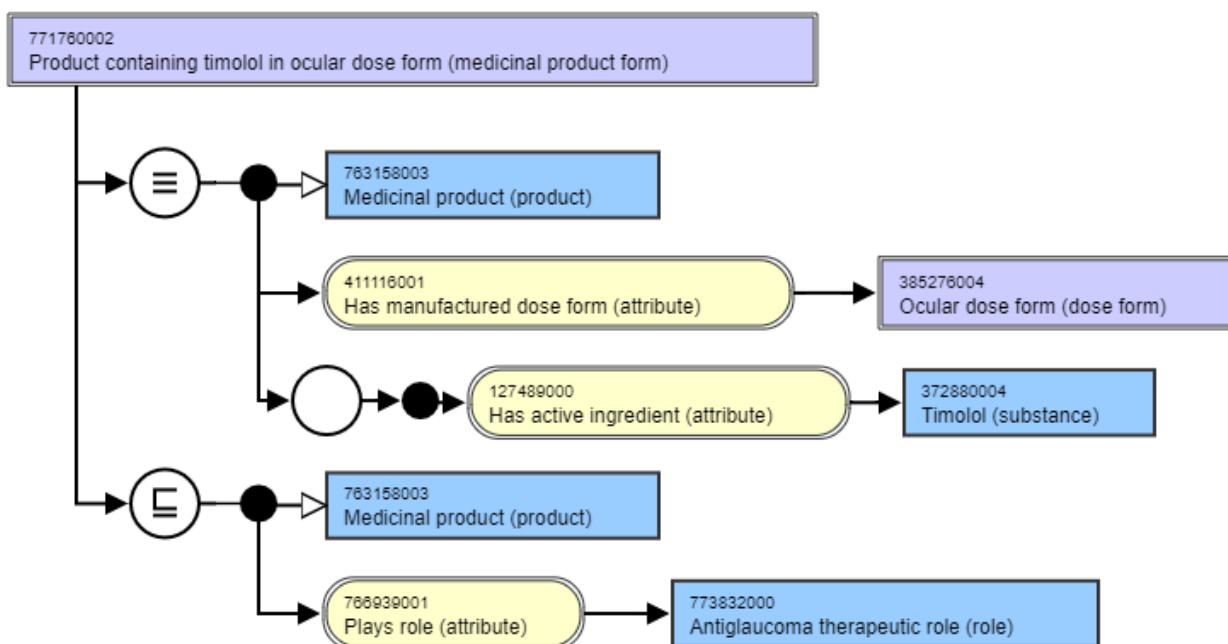 771760002
Product containing timolol in ocular dose form (medicinal product form)
≡
763158003
Medicinal product (product)
411116001
Has manufactured dose form (attribute)
385276004
Ocular dose form (dose form)
127489000
Has active ingredient (attribute)
372880004
Timolol (substance)
⊑
763158003
Medicinal product (product)
766939001
Plays role (attribute)
773832000
Antiglaucoma therapeutic role (role)